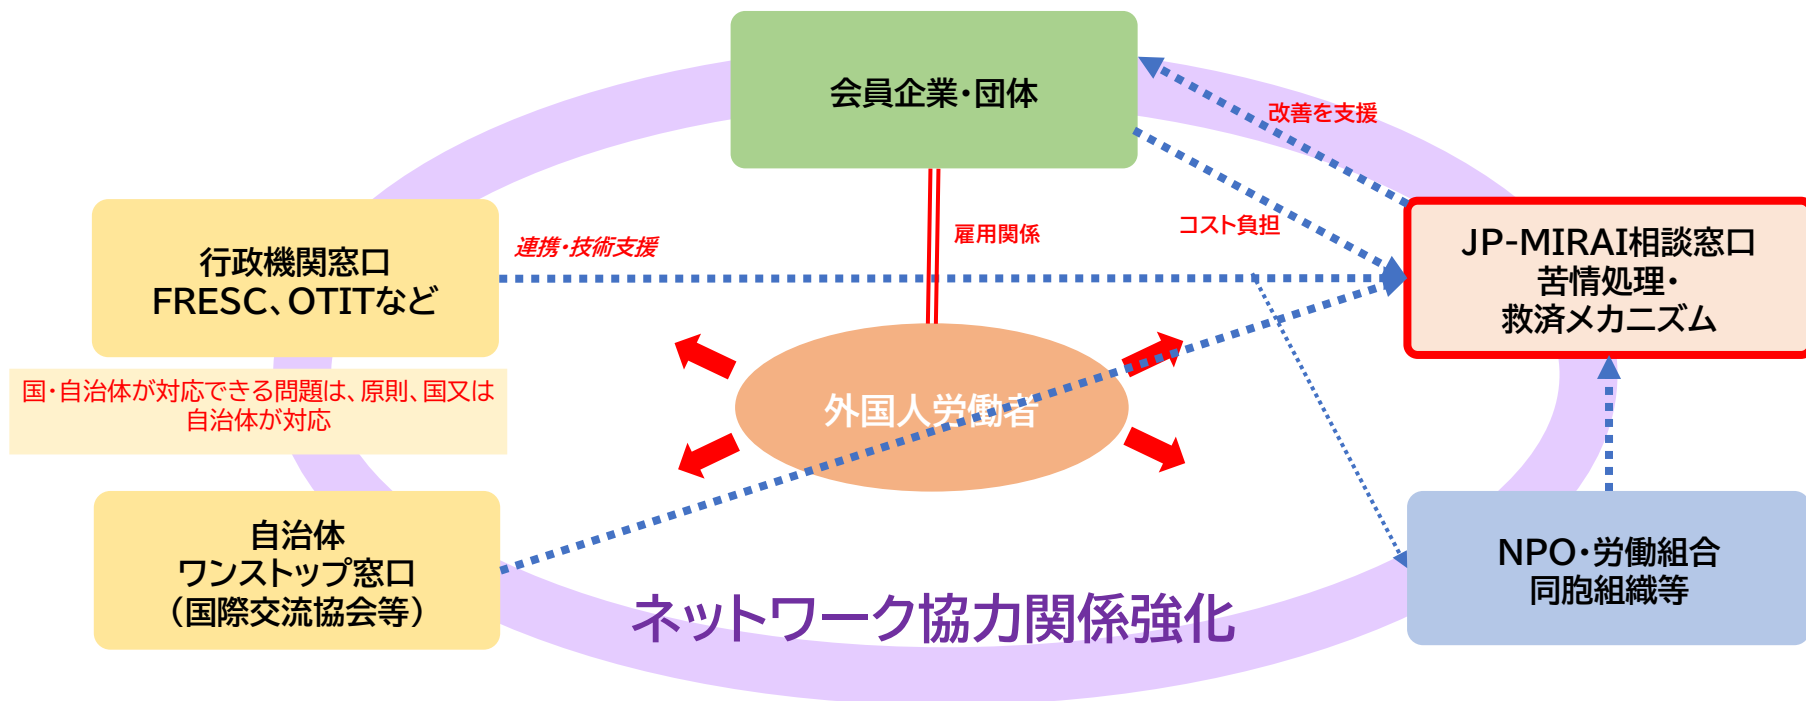 会員企業・団体
改善を支援
コスト負担
雇用関係
行政機関窓口
FRESC、OTITなど
連携・技術支援
JP-MIRAI相談窓口
苦情処理・
救済メカニズム
国・自治体が対応できる問題は、原則、国又は
自治体が対応
外国人労働者
自治体
ワンストップ窓口
（国際交流協会等）
NPO・労働組合
同胞組織等
ネットワーク協力関係強化